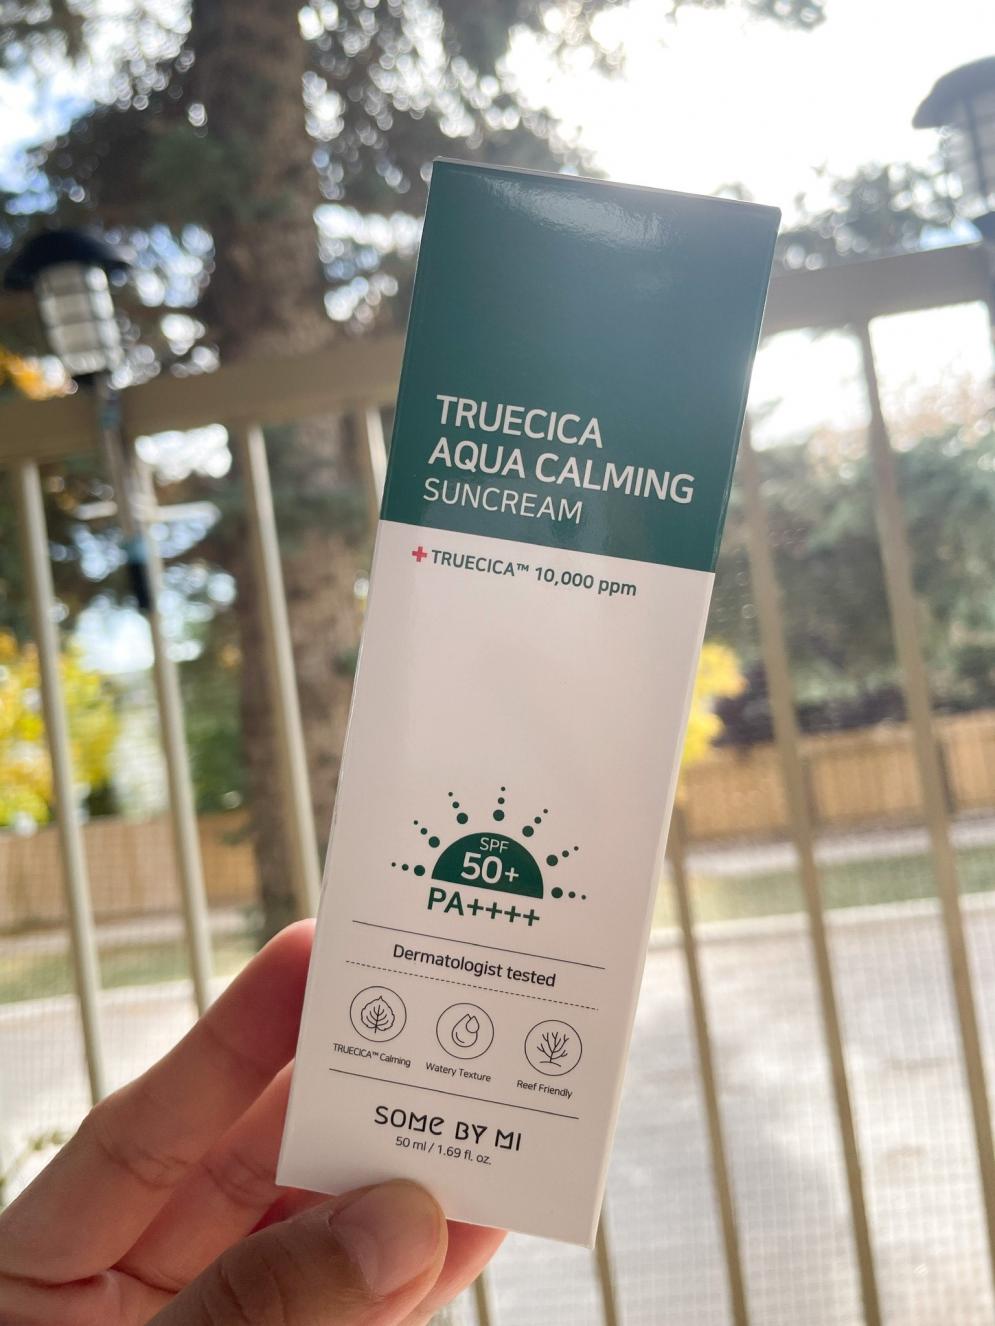 TRUECICA
AQUA CALMING
SUNCREAM
TRUECICA™ 10,000 ppm
SPF
50+
PA++++
Dermatologist tested
TRUECICA™ Calming
Watery Texture
Reef Friendly
SOME BY MI
50 ml / 1.69 fl. oz.